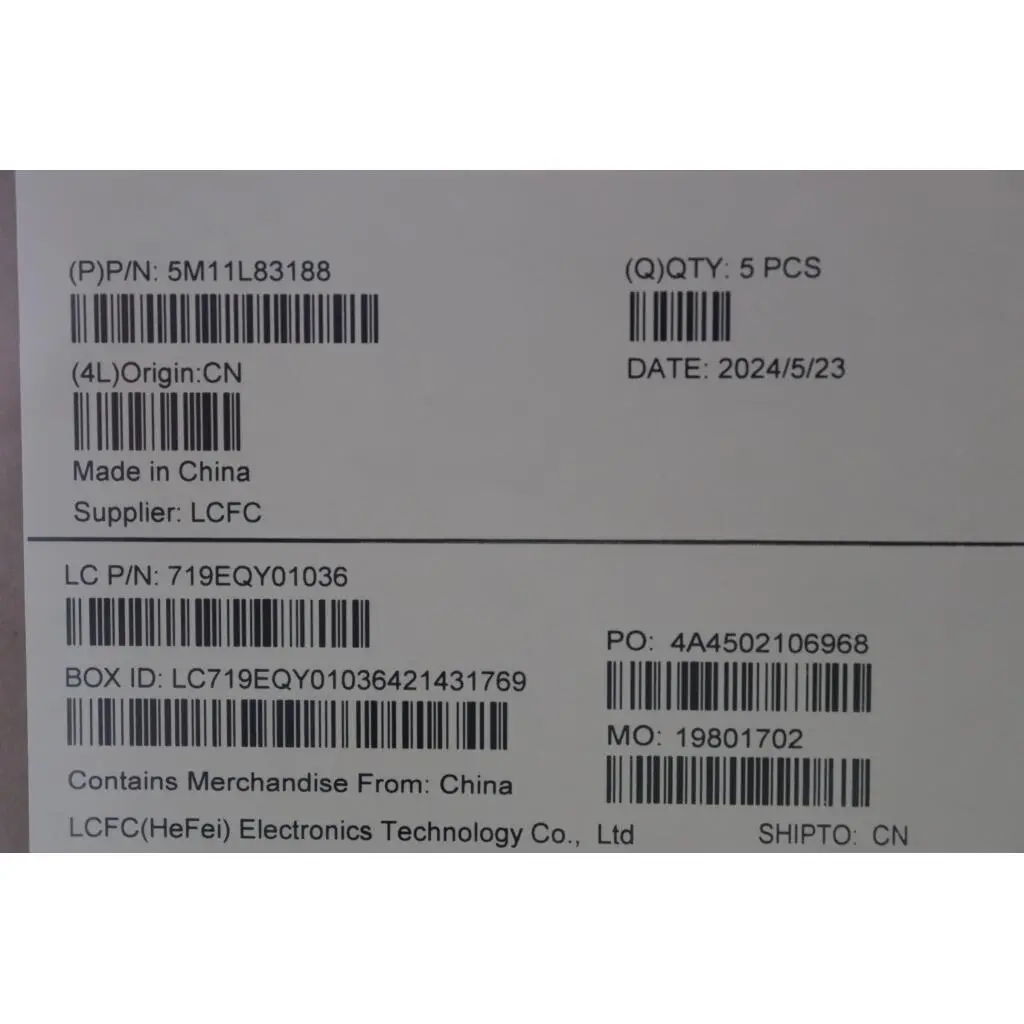 (P)P/N: 5M11L83188
(Q)QTY: 5 PCS
(4L)Origin:CN
DATE: 2024/5/23
Made in China
Supplier: LCFC
LC P/N: 719EQY01036
PO: 4A4502106968
BOX ID: LC719EQY01036421431769
MO: 19801702
Contains Merchandise From: China
LCFC(HeFei) Electronics Technology Co., Ltd
SHIPTO: CN